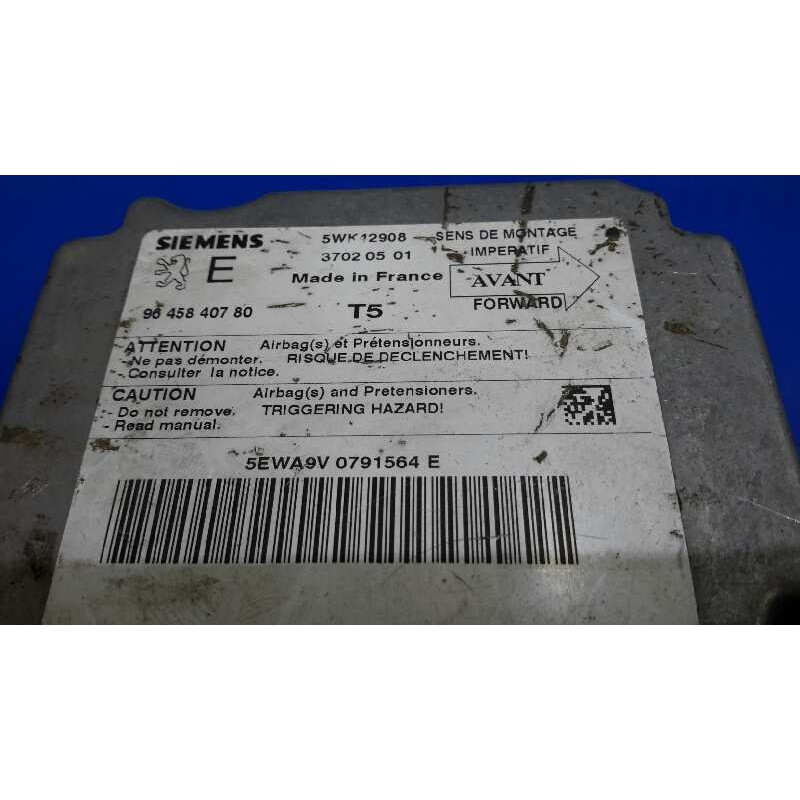 SIEMENS 5WK42908 SENS DE MONTAGE
3702 05 01 IMPERATIF
E Made in France AVANT
96 458 407 80 T5 FORWARD
ATTENTION Airbag(s) et Prétensionneurs.
- Ne pas démonter. RISQUE DE DECLENCHEMENT!
- Consulter la notice.
CAUTION Airbag(s) and Pretensioners.
- Do not remove. TRIGGERING HAZARD!
- Read manual.
5EWA9V 0791564 E